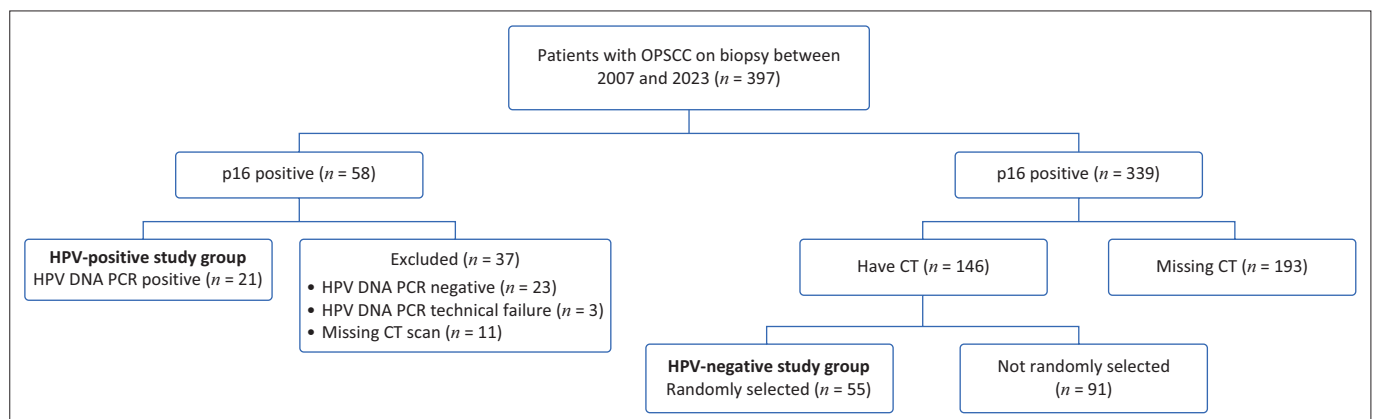 Patients with OPSCC on biopsy between
2007 and 2023 (n = 397)
p16 positive (n = 58)
p16 positive (n = 339)
HPV-positive study group
HPV DNA PCR positive (n = 21)
Excluded (n = 37)
• HPV DNA PCR negative (n = 23)
• HPV DNA PCR technical failure (n = 3)
• Missing CT scan (n = 11)
Have CT (n = 146)
Missing CT (n = 193)
HPV-negative study group
Randomly selected (n = 55)
Not randomly selected
(n = 91)